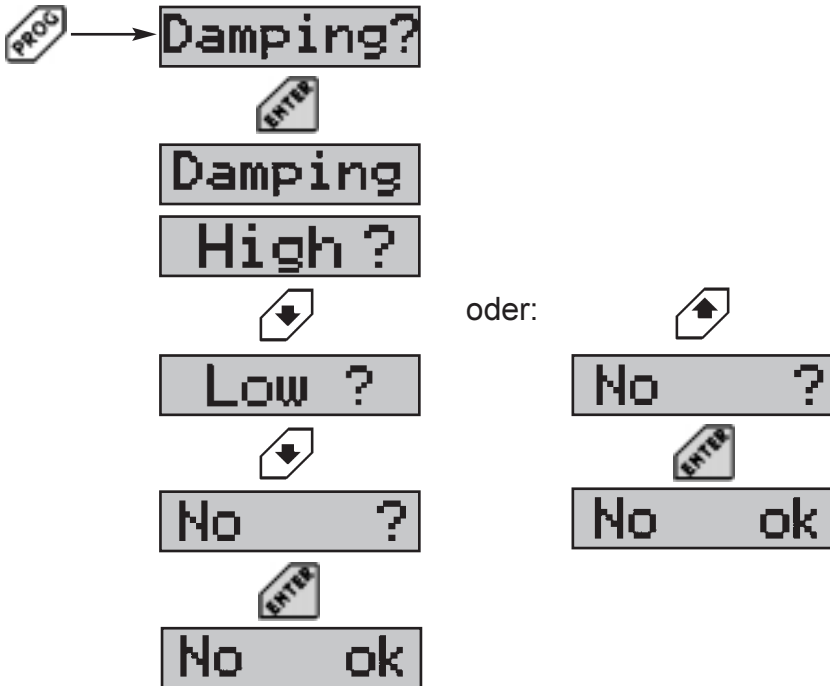 PROG
Damping?
ENTER
Damping
High ?
oder:
Low ?
No ?
ENTER
No ?
ENTER
No ok
No ok